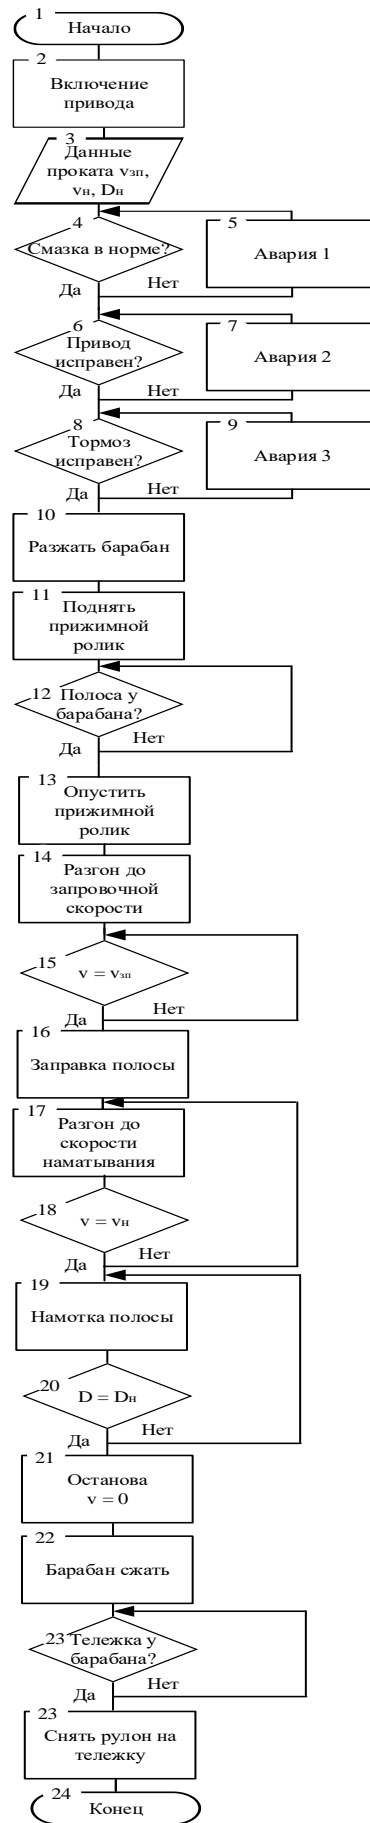 1
Начало
2
Включение
привода
3
Данные
проката vзп,
vн, Dн
4
Смазка в норме?
Да
Нет
5
Авария 1
6
Привод
исправен?
Да
Нет
7
Авария 2
8
Тормоз
исправен?
Да
Нет
9
Авария 3
10
Разжать барабан
11
Поднять
прижимной
ролик
12
Полоса у
барабана?
Да
Нет
13
Опустить
прижимной
ролик
14
Разгон до
запровочной
скорости
15
v = vзп
Да
Нет
16
Заправка полосы
17
Разгон до
скорости
наматывания
18
v = vн
Да
Нет
19
Намотка полосы
20
D = Dн
Да
Нет
21
Останова
v = 0
22
Барабан сжать
23
Тележка у
барабана?
Да
Нет
23
Снять рулон на
тележку
24
Конец